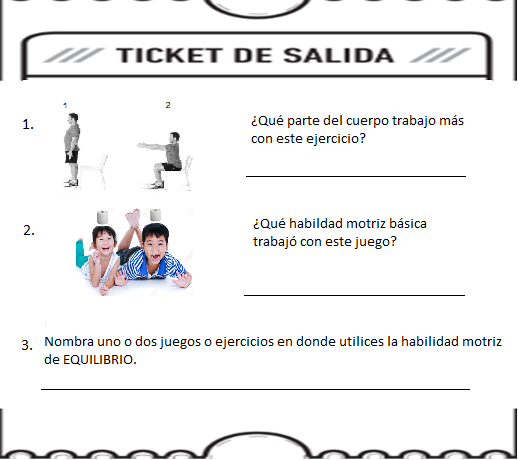 TICKET DE SALIDA
1.
1
2
¿Qué parte del cuerpo trabajo más
con este ejercicio?
2.
¿Qué habildad motriz básica
trabajó con este juego?
3.
Nombra uno o dos juegos o ejercicios en donde utilices la habilidad motriz
de EQUILIBRIO.